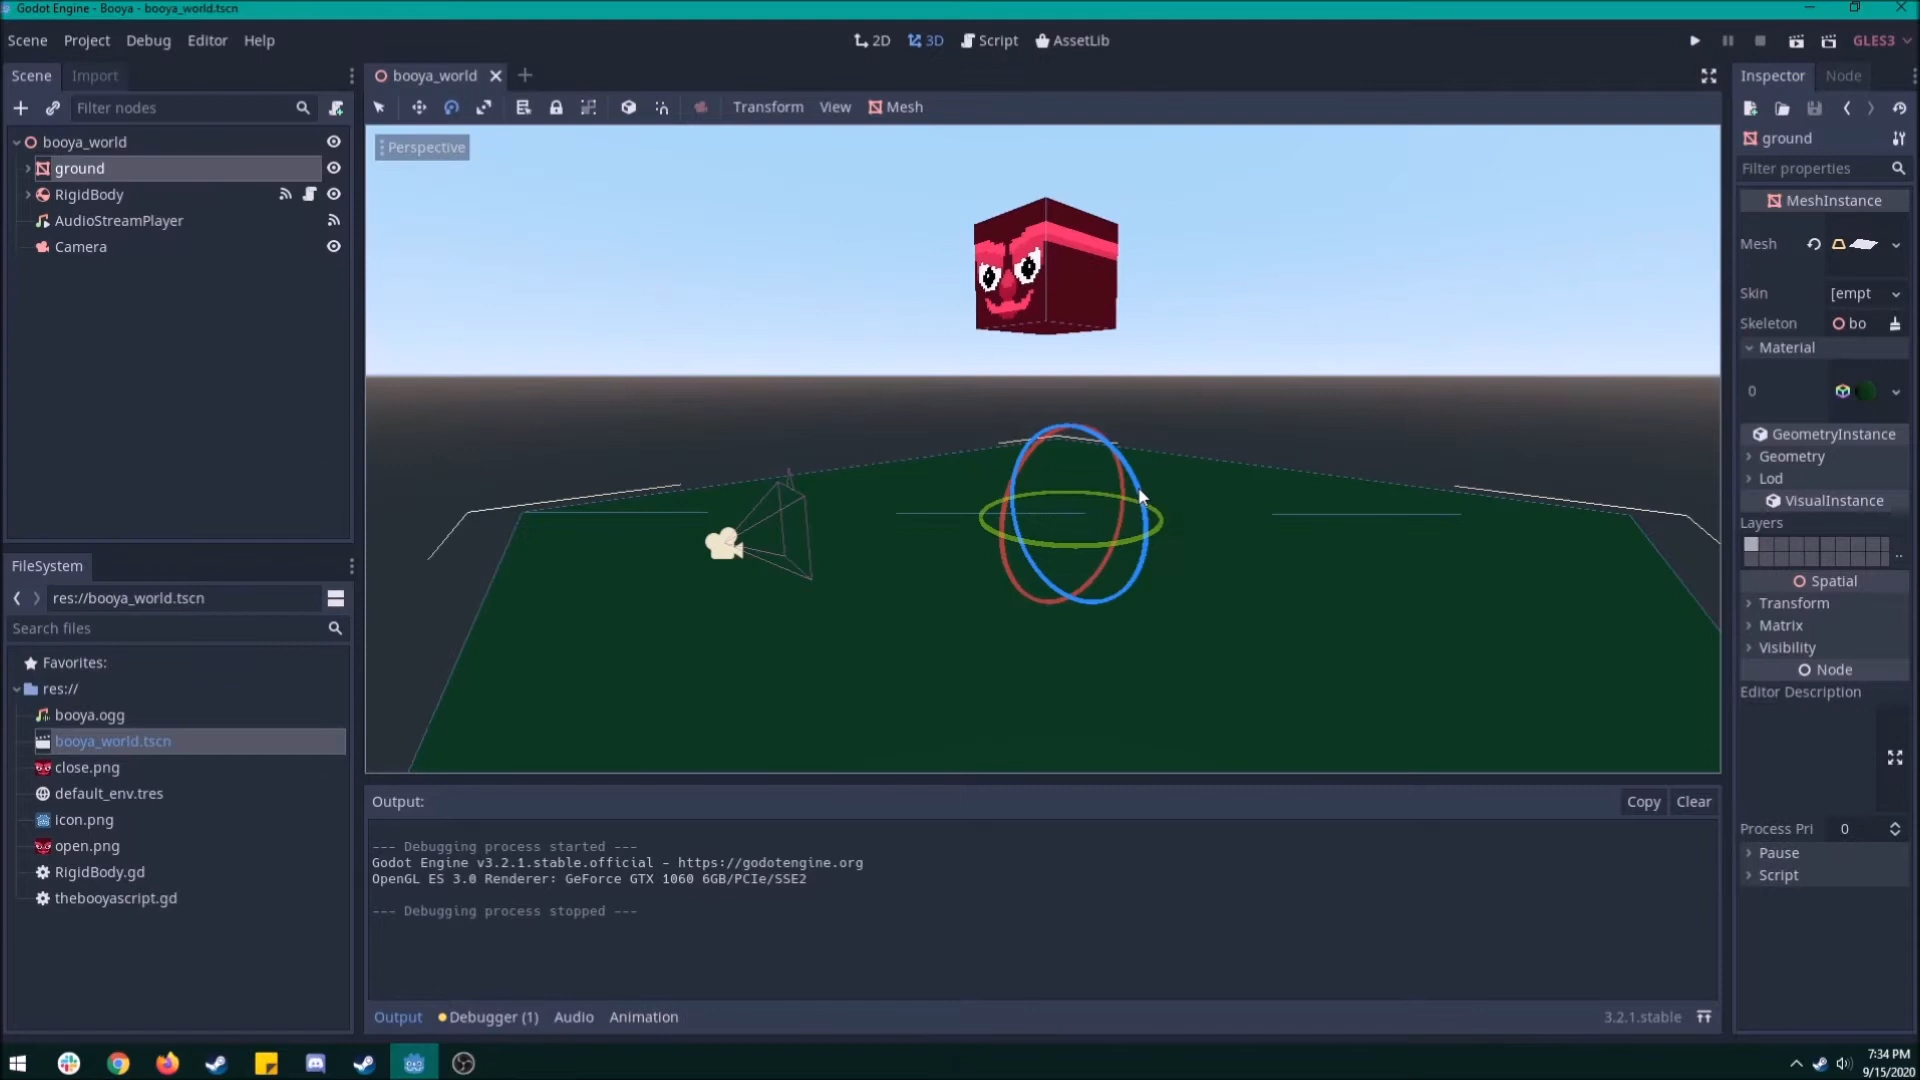 Godot Engine - Booya - booya_world.tscn
Scene Project Debug Editor Help
2D 3D Script AssetLib
GLES3
Scene Import
booya_world
Inspector Node
Filter nodes
Transform View Mesh
booya_world
ground
RigidBody
AudioStreamPlayer
Camera
Perspective
ground
Filter properties
MeshInstance
Mesh
Skin [empt
Skeleton bo
Material
0
GeometryInstance
Geometry
Lod
VisualInstance
Layers
..
Spatial
Transform
Matrix
Visibility
Node
Editor Description
Process Pri 0
Pause
Script
FileSystem
res://booya_world.tscn
Search files
Favorites:
res://
booya.ogg
booya_world.tscn
close.png
default_env.tres
icon.png
open.png
RigidBody.gd
thebooyascript.gd
Output: Copy Clear
--- Debugging process started ---
Godot Engine v3.2.1.stable.official - https://godotengine.org
OpenGL ES 3.0 Renderer: GeForce GTX 1060 6GB/PCIe/SSE2
--- Debugging process stopped ---
Output Debugger (1) Audio Animation 3.2.1.stable
7:34 PM
9/15/2020